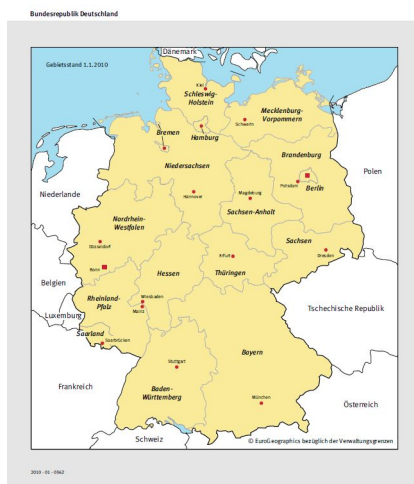 Bundesrepublik Deutschland
Gebietsstand 1.1.2010
Dänemark
Kiel
Schleswig-
Holstein
Mecklenburg-
Vorpommern
Schwerin
Bremen
Hamburg
Niedersachsen
Brandenburg
Polen
Potsdam
Berlin
Niederlande
Hannover
Magdeburg
Sachsen-Anhalt
Nordrhein-
Westfalen
Düsseldorf
Sachsen
Dresden
Erfurt
Bonn
Hessen
Thüringen
Belgien
Rheinland-
Pfalz
Wiesbaden
Mainz
Luxemburg
Tschechische Republik
Saarland
Saarbrücken
Stuttgart
Bayern
Frankreich
Baden-
Württemberg
München
Österreich
Schweiz
© EuroGeographics bezüglich der Verwaltungsgrenzen
2010 - 01 - 0362